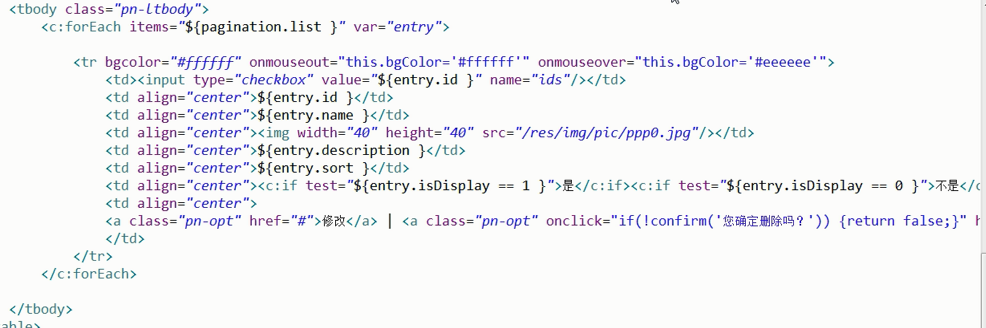 <tbody class="pn-ltbody">
<c:forEach items="${pagination.list }" var="entry">
<tr bgcolor="#ffffff" onmouseout="this.bgColor='#ffffff'" onmouseover="this.bgColor='#eeeeee'">
<td><input type="checkbox" value="${entry.id }" name="ids"/></td>
<td align="center">${entry.id }</td>
<td align="center">${entry.name }</td>
<td align="center"><img width="40" height="40" src="/res/img/pic/ppp0.jpg"/></td>
<td align="center">${entry.description }</td>
<td align="center">${entry.sort }</td>
<td align="center"><c:if test="${entry.isDisplay == 1 }">是</c:if><c:if test="${entry.isDisplay == 0 }">不是</c
<td align="center">
<a class="pn-opt" href="#">修改</a> | <a class="pn-opt" onclick="if(!confirm('您确定删除吗？')) {return false;}" h
</td>
</tr>
</c:forEach>
</tbody>
able>